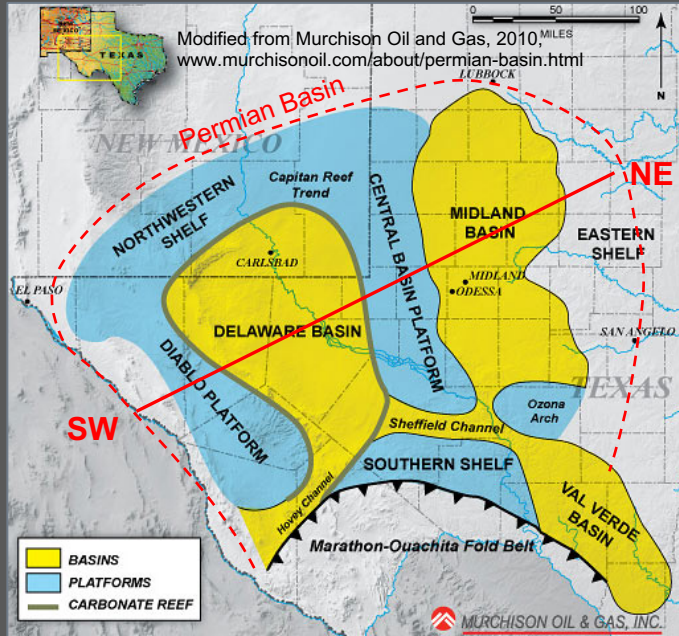 NEW MEXICO
TEXAS
Modified from Murchison Oil and Gas, 2010,
www.murchisonoil.com/about/permian-basin.html
0
50
100
MILES
N
LUBBOCK
Permian Basin
NEW MEXICO
Capitan Reef
Trend
NORTHWESTERN
SHELF
CENTRAL BASIN PLATFORM
NE
MIDLAND
BASIN
EASTERN
SHELF
CARLSBAD
MIDLAND
ODESSA
EL PASO
DELAWARE BASIN
SAN ANGELO
DIABLO PLATFORM
TEXAS
Ozona
Arch
SW
Sheffield Channel
SOUTHERN SHELF
Hovey Channel
VAL VERDE
BASIN
Marathon-Ouachita Fold Belt
BASINS
PLATFORMS
CARBONATE REEF
MURCHISON OIL & GAS, INC.